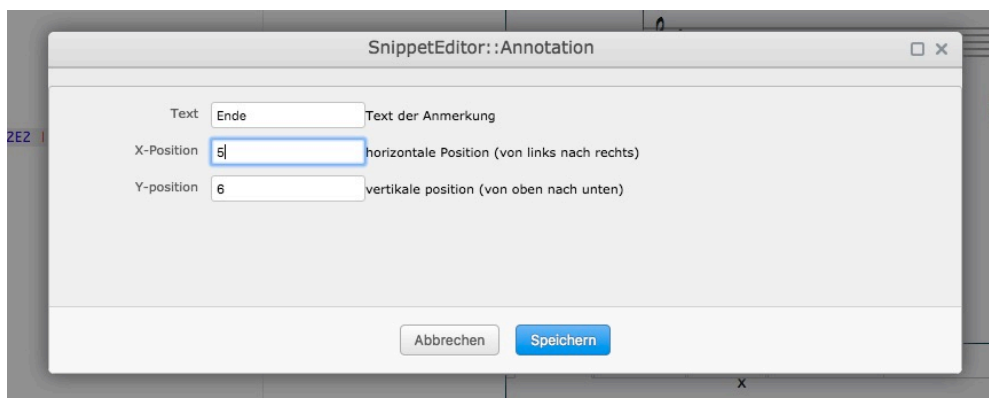 SnippetEditor::Annotation
Text Ende Text der Anmerkung
2E2 |
X-Position 5 horizontale Position (von links nach rechts)
Y-position 6 vertikale position (von oben nach unten)
Abbrechen Speichern
x